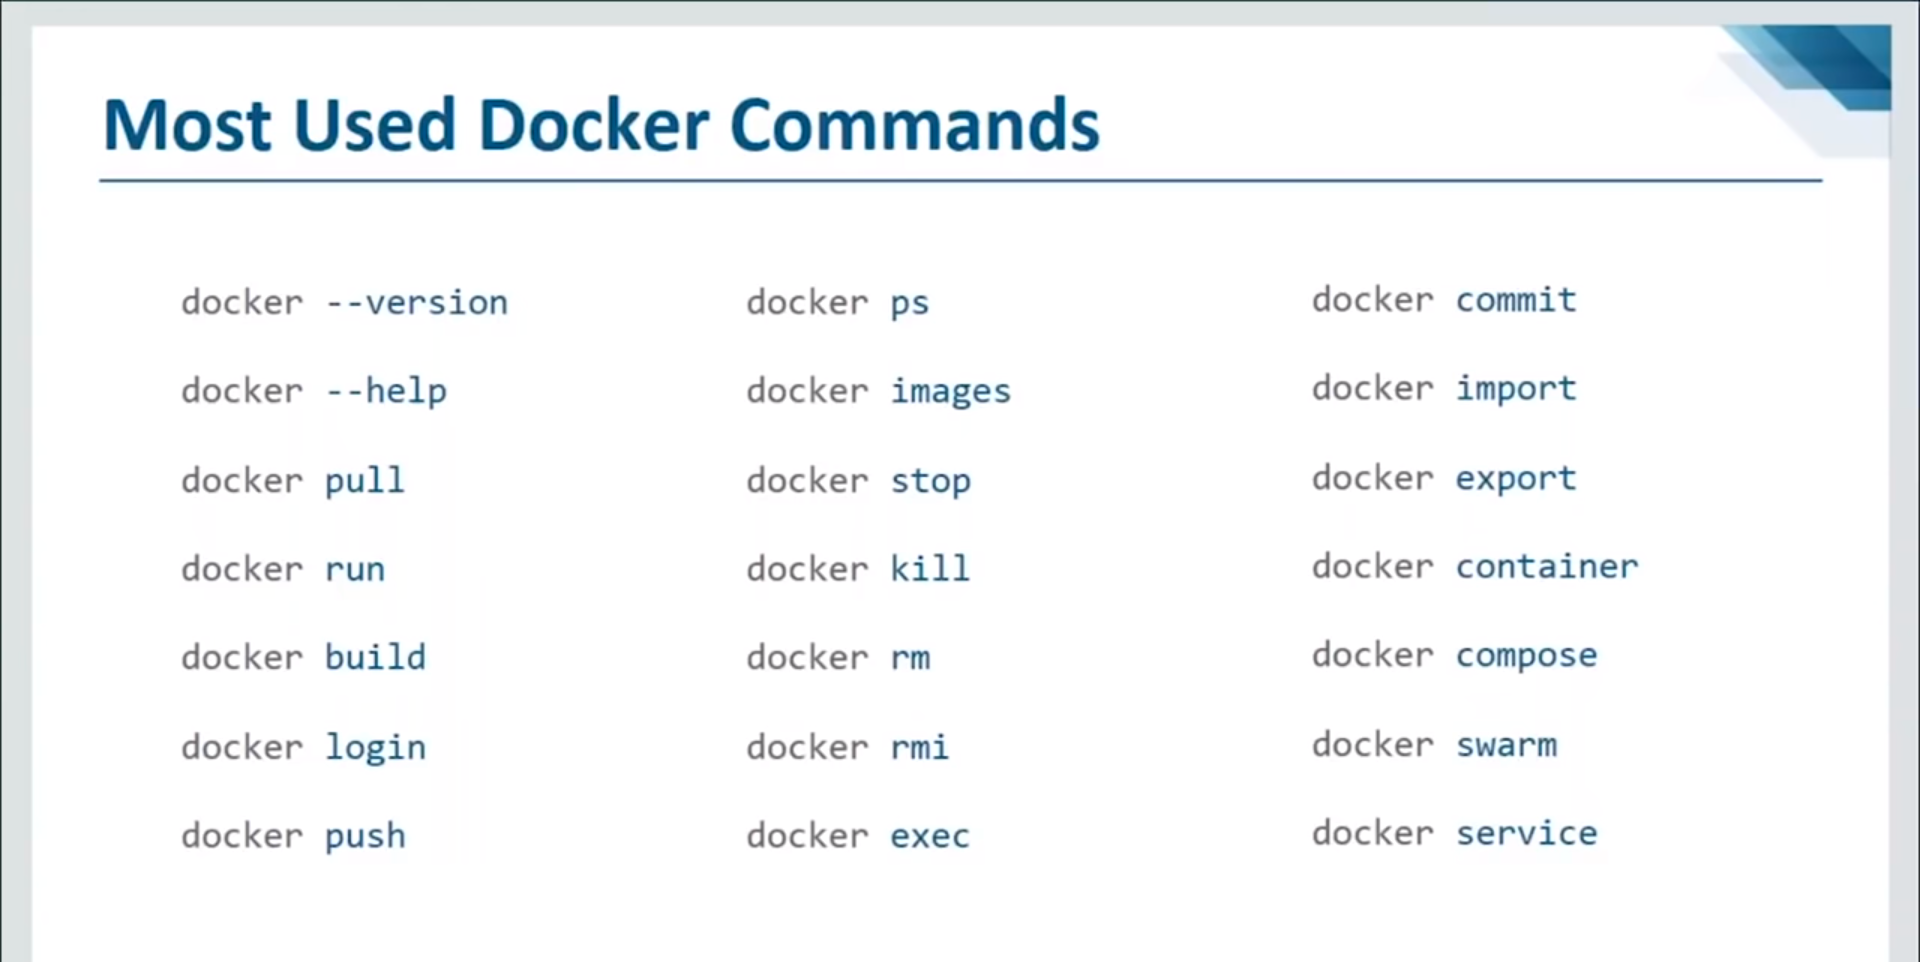 Most Used Docker Commands
docker --version
docker --help
docker pull
docker run
docker build
docker login
docker push
docker ps
docker images
docker stop
docker kill
docker rm
docker rmi
docker exec
docker commit
docker import
docker export
docker container
docker compose
docker swarm
docker service